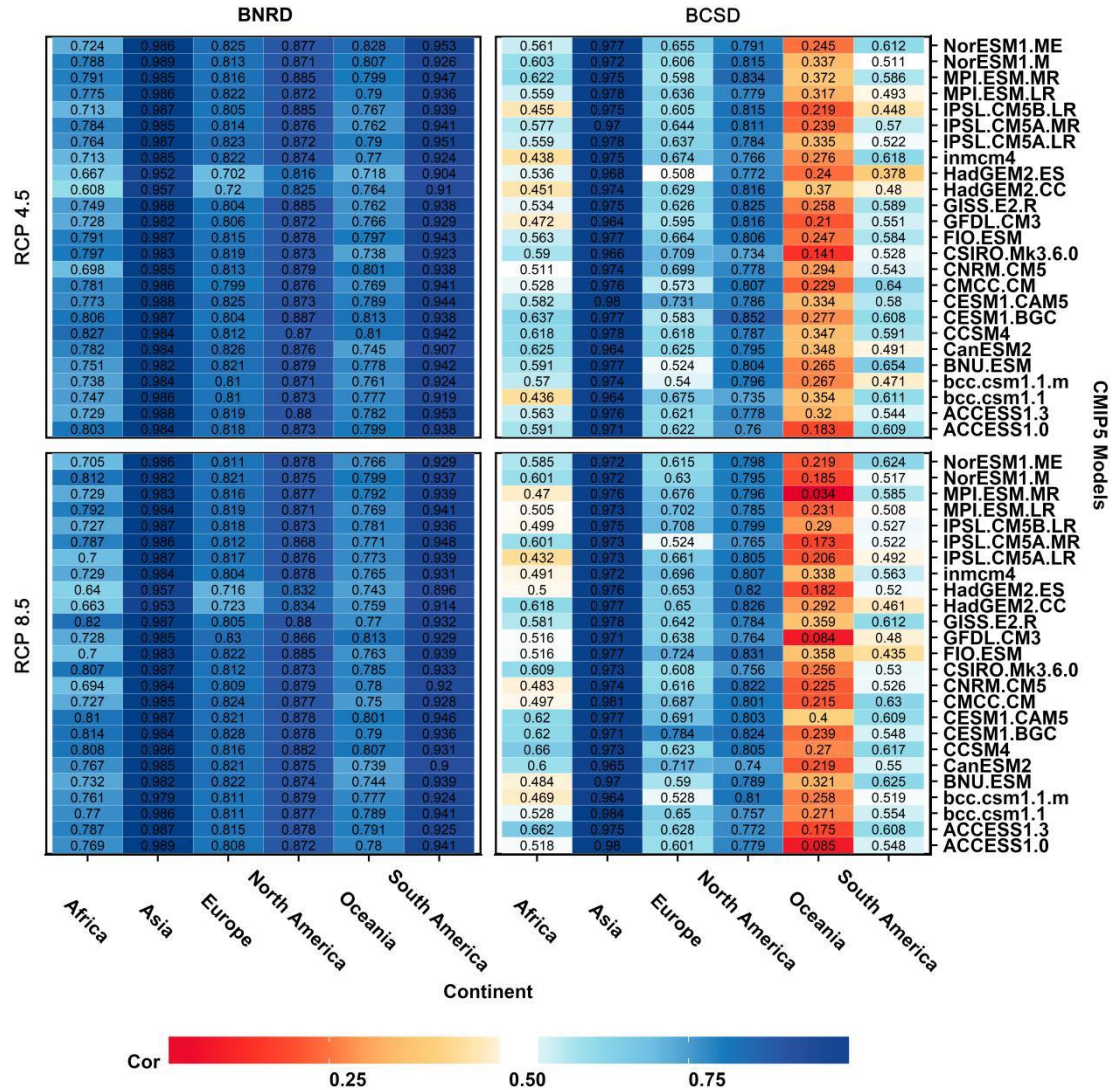 BNRD BCSD
RCP 4.5
0.724 0.986 0.825 0.877 0.828 0.953 0.561 0.977 0.655 0.791 0.245 0.612 NorESM1.ME
0.788 0.989 0.813 0.871 0.807 0.926 0.603 0.972 0.606 0.815 0.337 0.511 NorESM1.M
0.791 0.985 0.816 0.885 0.799 0.947 0.622 0.975 0.598 0.834 0.372 0.586 MPI.ESM.MR
0.775 0.986 0.822 0.872 0.79 0.936 0.559 0.978 0.636 0.779 0.317 0.493 MPI.ESM.LR
0.713 0.987 0.805 0.885 0.767 0.939 0.455 0.978 0.605 0.815 0.219 0.448 IPSL.CM5B.LR
0.784 0.985 0.814 0.876 0.762 0.941 0.577 0.97 0.644 0.811 0.239 0.57 IPSL.CM5A.MR
0.764 0.987 0.823 0.872 0.79 0.951 0.559 0.978 0.637 0.784 0.335 0.522 IPSL.CM5A.LR
0.713 0.985 0.822 0.874 0.77 0.924 0.438 0.975 0.674 0.766 0.276 0.618 inmcm4
0.667 0.952 0.702 0.816 0.718 0.904 0.536 0.968 0.508 0.772 0.24 0.378 HadGEM2.ES
0.608 0.957 0.72 0.825 0.764 0.91 0.451 0.974 0.629 0.816 0.37 0.48 HadGEM2.CC
0.749 0.988 0.804 0.885 0.762 0.938 0.534 0.975 0.626 0.825 0.258 0.589 GISS.E2.R
0.728 0.982 0.806 0.872 0.766 0.929 0.472 0.964 0.595 0.816 0.21 0.551 GFDL.CM3
0.791 0.987 0.815 0.878 0.797 0.943 0.563 0.977 0.664 0.806 0.247 0.584 FIO.ESM
0.797 0.983 0.819 0.873 0.738 0.923 0.59 0.966 0.709 0.734 0.141 0.528 CSIRO.Mk3.6.0
0.698 0.985 0.813 0.879 0.801 0.938 0.511 0.974 0.699 0.778 0.294 0.543 CNRM.CM5
0.781 0.986 0.799 0.876 0.769 0.941 0.528 0.976 0.573 0.807 0.229 0.64 CMCC.CM
0.773 0.988 0.825 0.873 0.789 0.944 0.582 0.98 0.731 0.786 0.334 0.58 CESM1.CAM5
0.806 0.987 0.804 0.887 0.813 0.938 0.637 0.977 0.583 0.852 0.277 0.608 CESM1.BGC
0.827 0.984 0.812 0.87 0.81 0.942 0.618 0.978 0.618 0.787 0.347 0.591 CCSM4
0.782 0.984 0.826 0.876 0.745 0.907 0.625 0.964 0.625 0.795 0.348 0.491 CanESM2
0.751 0.982 0.821 0.879 0.778 0.942 0.591 0.977 0.524 0.804 0.265 0.654 BNU.ESM
0.738 0.984 0.81 0.871 0.761 0.924 0.57 0.974 0.54 0.796 0.267 0.471 bcc.csm1.1.m
0.747 0.986 0.81 0.873 0.777 0.919 0.436 0.964 0.675 0.735 0.354 0.611 bcc.csm1.1
0.729 0.988 0.819 0.88 0.782 0.953 0.563 0.976 0.621 0.778 0.32 0.544 ACCESS1.3
0.803 0.984 0.818 0.873 0.799 0.938 0.591 0.971 0.622 0.76 0.183 0.609 ACCESS1.0
CMIP5 Models
RCP 8.5
0.705 0.986 0.811 0.878 0.766 0.929 0.585 0.972 0.615 0.798 0.219 0.624 NorESM1.ME
0.812 0.982 0.821 0.875 0.799 0.937 0.601 0.972 0.63 0.795 0.185 0.517 NorESM1.M
0.729 0.983 0.816 0.877 0.792 0.939 0.47 0.976 0.676 0.796 0.034 0.585 MPI.ESM.MR
0.792 0.984 0.819 0.871 0.769 0.941 0.505 0.973 0.702 0.785 0.231 0.508 MPI.ESM.LR
0.727 0.987 0.818 0.873 0.781 0.936 0.499 0.975 0.708 0.799 0.29 0.527 IPSL.CM5B.LR
0.787 0.986 0.812 0.868 0.771 0.948 0.601 0.973 0.524 0.765 0.173 0.522 IPSL.CM5A.MR
0.7 0.987 0.817 0.876 0.773 0.939 0.432 0.973 0.661 0.805 0.206 0.492 IPSL.CM5A.LR
0.729 0.984 0.804 0.878 0.765 0.931 0.491 0.972 0.696 0.807 0.338 0.563 inmcm4
0.64 0.957 0.716 0.832 0.743 0.896 0.5 0.976 0.653 0.82 0.182 0.52 HadGEM2.ES
0.663 0.953 0.723 0.834 0.759 0.914 0.618 0.977 0.65 0.826 0.292 0.461 HadGEM2.CC
0.82 0.987 0.805 0.88 0.77 0.932 0.581 0.978 0.642 0.784 0.359 0.612 GISS.E2.R
0.728 0.985 0.83 0.866 0.813 0.929 0.516 0.971 0.638 0.764 0.084 0.48 GFDL.CM3
0.7 0.983 0.822 0.885 0.763 0.939 0.516 0.977 0.724 0.831 0.358 0.435 FIO.ESM
0.807 0.987 0.812 0.873 0.785 0.933 0.609 0.973 0.608 0.756 0.256 0.53 CSIRO.Mk3.6.0
0.694 0.984 0.809 0.879 0.78 0.92 0.483 0.974 0.616 0.822 0.225 0.526 CNRM.CM5
0.727 0.985 0.824 0.877 0.75 0.928 0.497 0.981 0.687 0.801 0.215 0.63 CMCC.CM
0.81 0.987 0.821 0.878 0.801 0.946 0.62 0.977 0.691 0.803 0.4 0.609 CESM1.CAM5
0.814 0.984 0.828 0.878 0.79 0.936 0.62 0.971 0.784 0.824 0.239 0.548 CESM1.BGC
0.808 0.986 0.816 0.882 0.807 0.931 0.66 0.973 0.623 0.805 0.27 0.617 CCSM4
0.767 0.985 0.821 0.875 0.739 0.9 0.6 0.965 0.717 0.74 0.219 0.55 CanESM2
0.732 0.982 0.822 0.874 0.744 0.939 0.484 0.97 0.59 0.789 0.321 0.625 BNU.ESM
0.761 0.979 0.811 0.879 0.777 0.924 0.469 0.964 0.528 0.81 0.258 0.519 bcc.csm1.1.m
0.77 0.986 0.811 0.877 0.789 0.941 0.528 0.984 0.65 0.757 0.271 0.554 bcc.csm1.1
0.787 0.987 0.815 0.878 0.791 0.925 0.662 0.975 0.628 0.772 0.175 0.608 ACCESS1.3
0.769 0.989 0.808 0.872 0.78 0.941 0.518 0.98 0.601 0.779 0.085 0.548 ACCESS1.0
Africa Asia Europe North America Oceania South America Africa Asia Europe North America Oceania South America
Continent
Cor
0.25 0.50 0.75